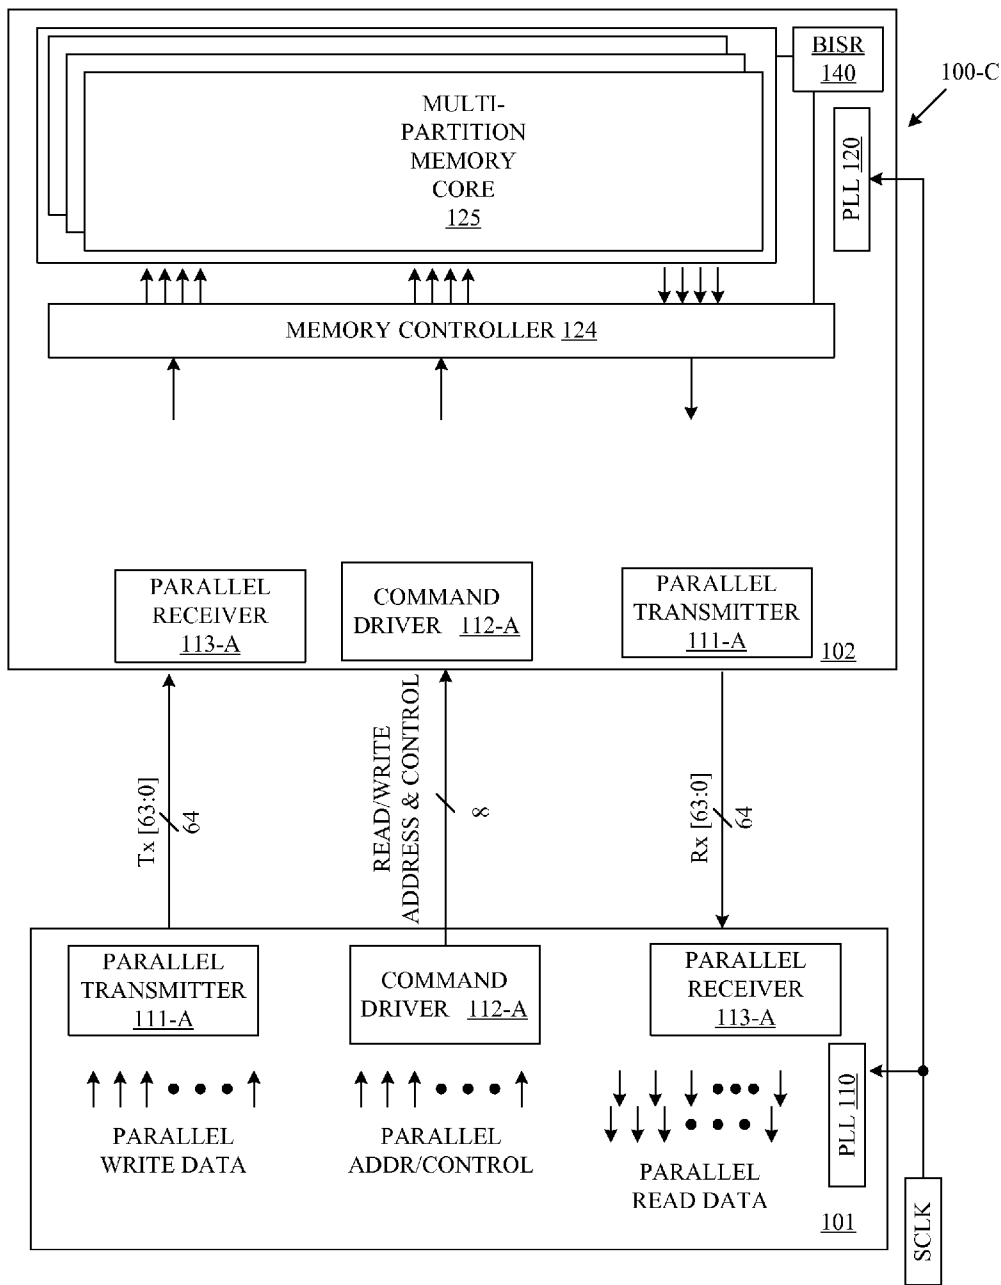 BISR
140
100-C
MULTI-
PARTITION
MEMORY
CORE
125
PLL 120
MEMORY CONTROLLER 124
PARALLEL
RECEIVER
113-A
COMMAND
DRIVER 112-A
PARALLEL
TRANSMITTER
111-A
102
Tx [63:0]
64
READ/WRITE
ADDRESS & CONTROL
8
Rx [63:0]
64
PARALLEL
TRANSMITTER
111-A
COMMAND
DRIVER 112-A
PARALLEL
RECEIVER
113-A
PARALLEL
WRITE DATA
PARALLEL
ADDR/CONTROL
PARALLEL
READ DATA
PLL 110
101
SCLK